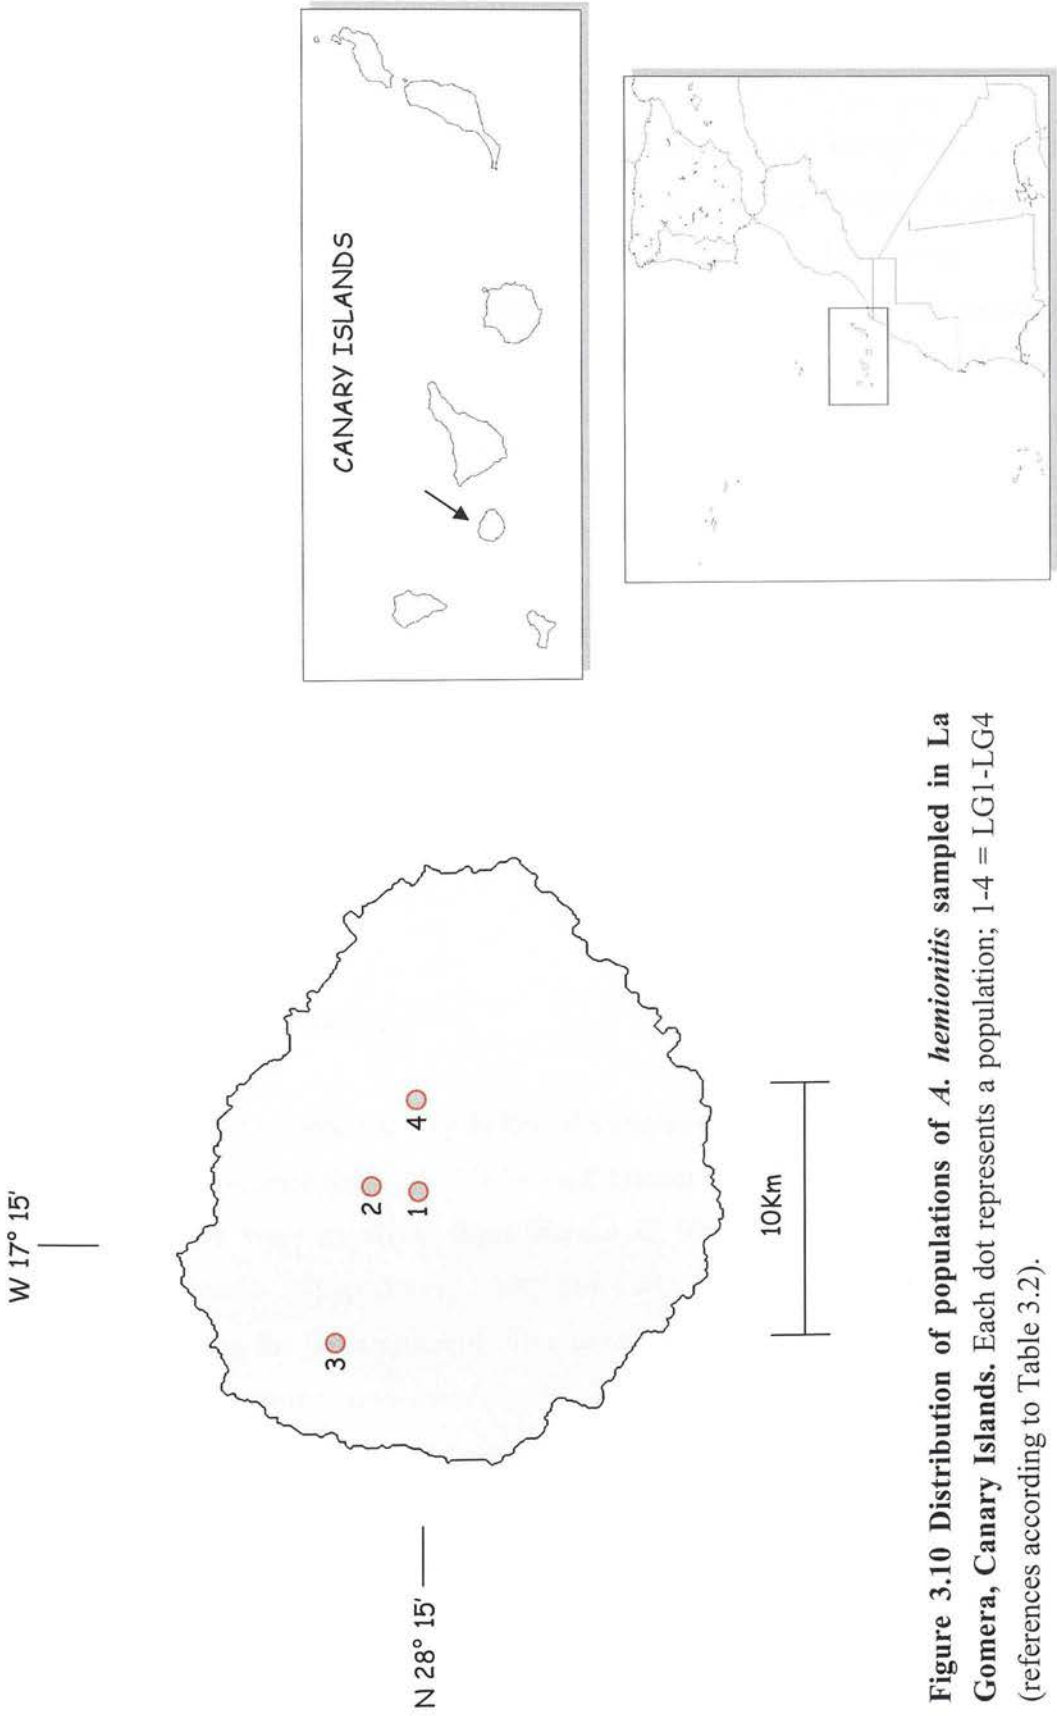 W 17° 15'
N 28° 15'
3
2
1
4
10Km
CANARY ISLANDS
Figure 3.10 Distribution of populations of A. hemionitis sampled in La
Gomera, Canary Islands. Each dot represents a population; 1-4 = LG1-LG4
(references according to Table 3.2).